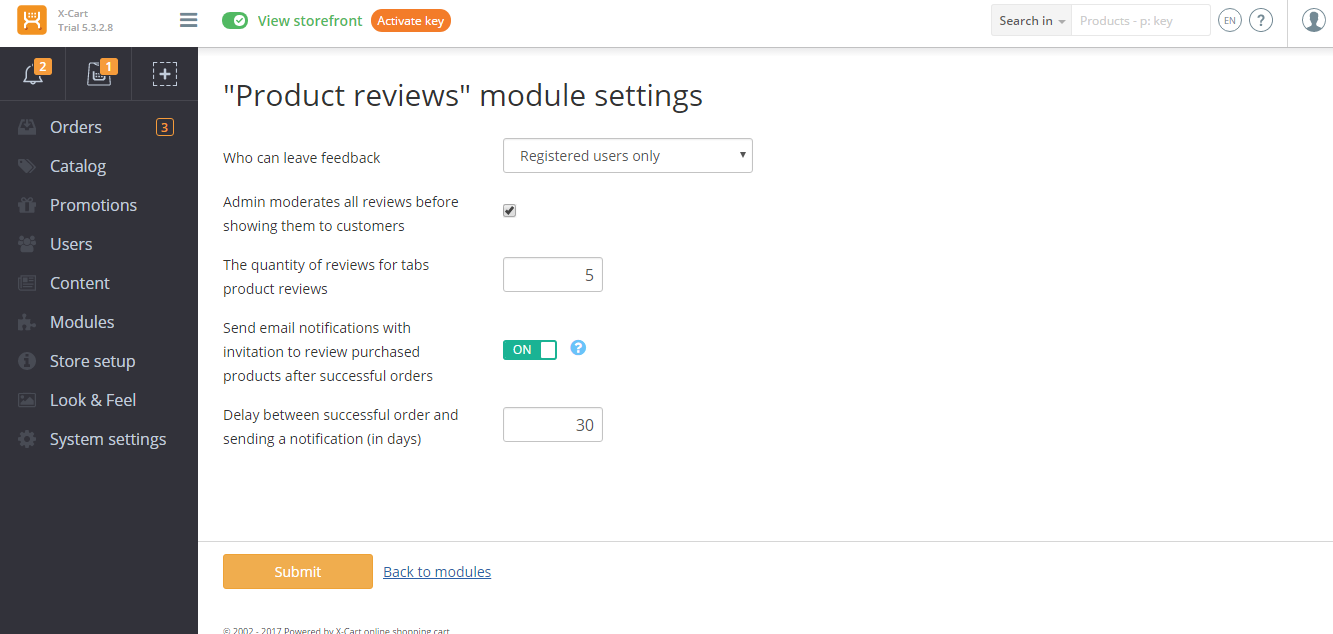 X-Cart
Trial 5.3.2.8
View storefront
Activate key
Search in
Products - p: key
EN
?
2
1
Orders
3
Catalog
Promotions
Users
Content
Modules
Store setup
Look & Feel
System settings
"Product reviews" module settings
Who can leave feedback
Registered users only
Admin moderates all reviews before
showing them to customers
The quantity of reviews for tabs
product reviews
5
Send email notifications with
invitation to review purchased
products after successful orders
ON
?
Delay between successful order and
sending a notification (in days)
30
Submit
Back to modules
© 2002 - 2017 Powered by X-Cart online shopping cart